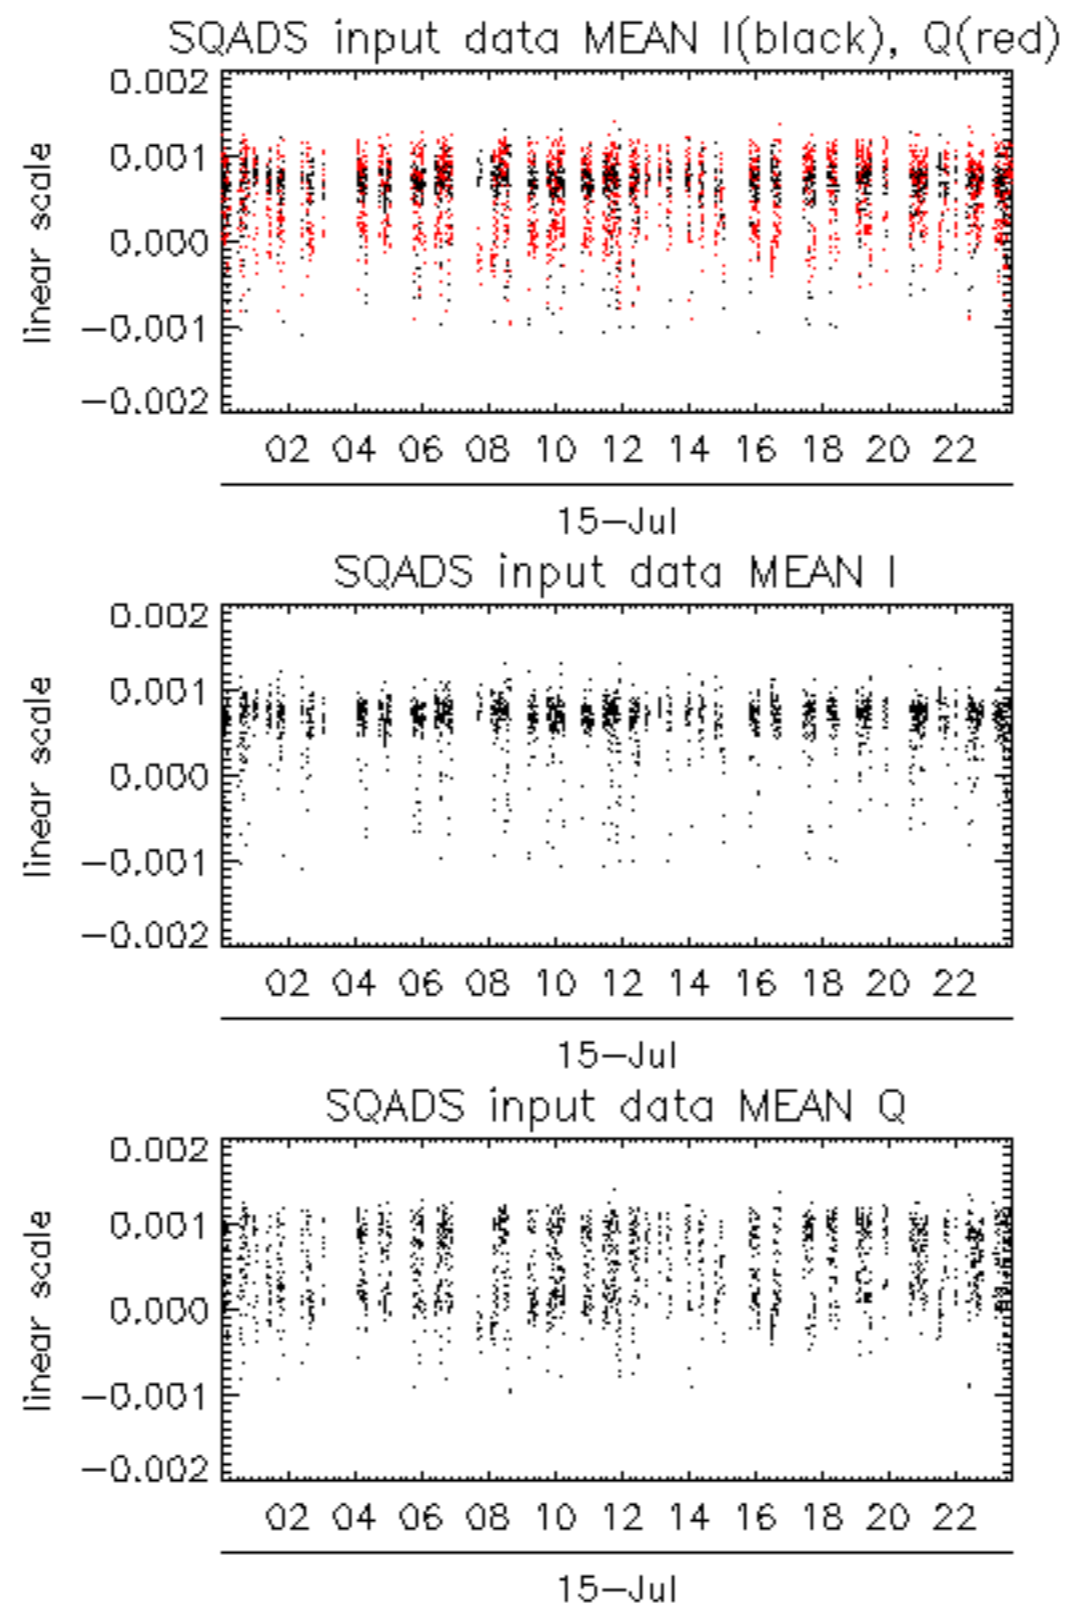 SQADS input data MEAN I(black), Q(red)
0.002
0.001
0.000
−0.001
−0.002
linear scale
02 04 06 08 10 12 14 16 18 20 22
15−Jul
SQADS input data MEAN I
0.002
0.001
0.000
−0.001
−0.002
linear scale
02 04 06 08 10 12 14 16 18 20 22
15−Jul
SQADS input data MEAN Q
0.002
0.001
0.000
−0.001
−0.002
linear scale
02 04 06 08 10 12 14 16 18 20 22
15−Jul